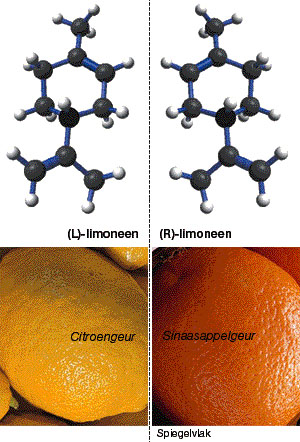 (L)-limoneen
(R)-limoneen
Citroengeur
Sinaasappelgeur
Spiegelvlak